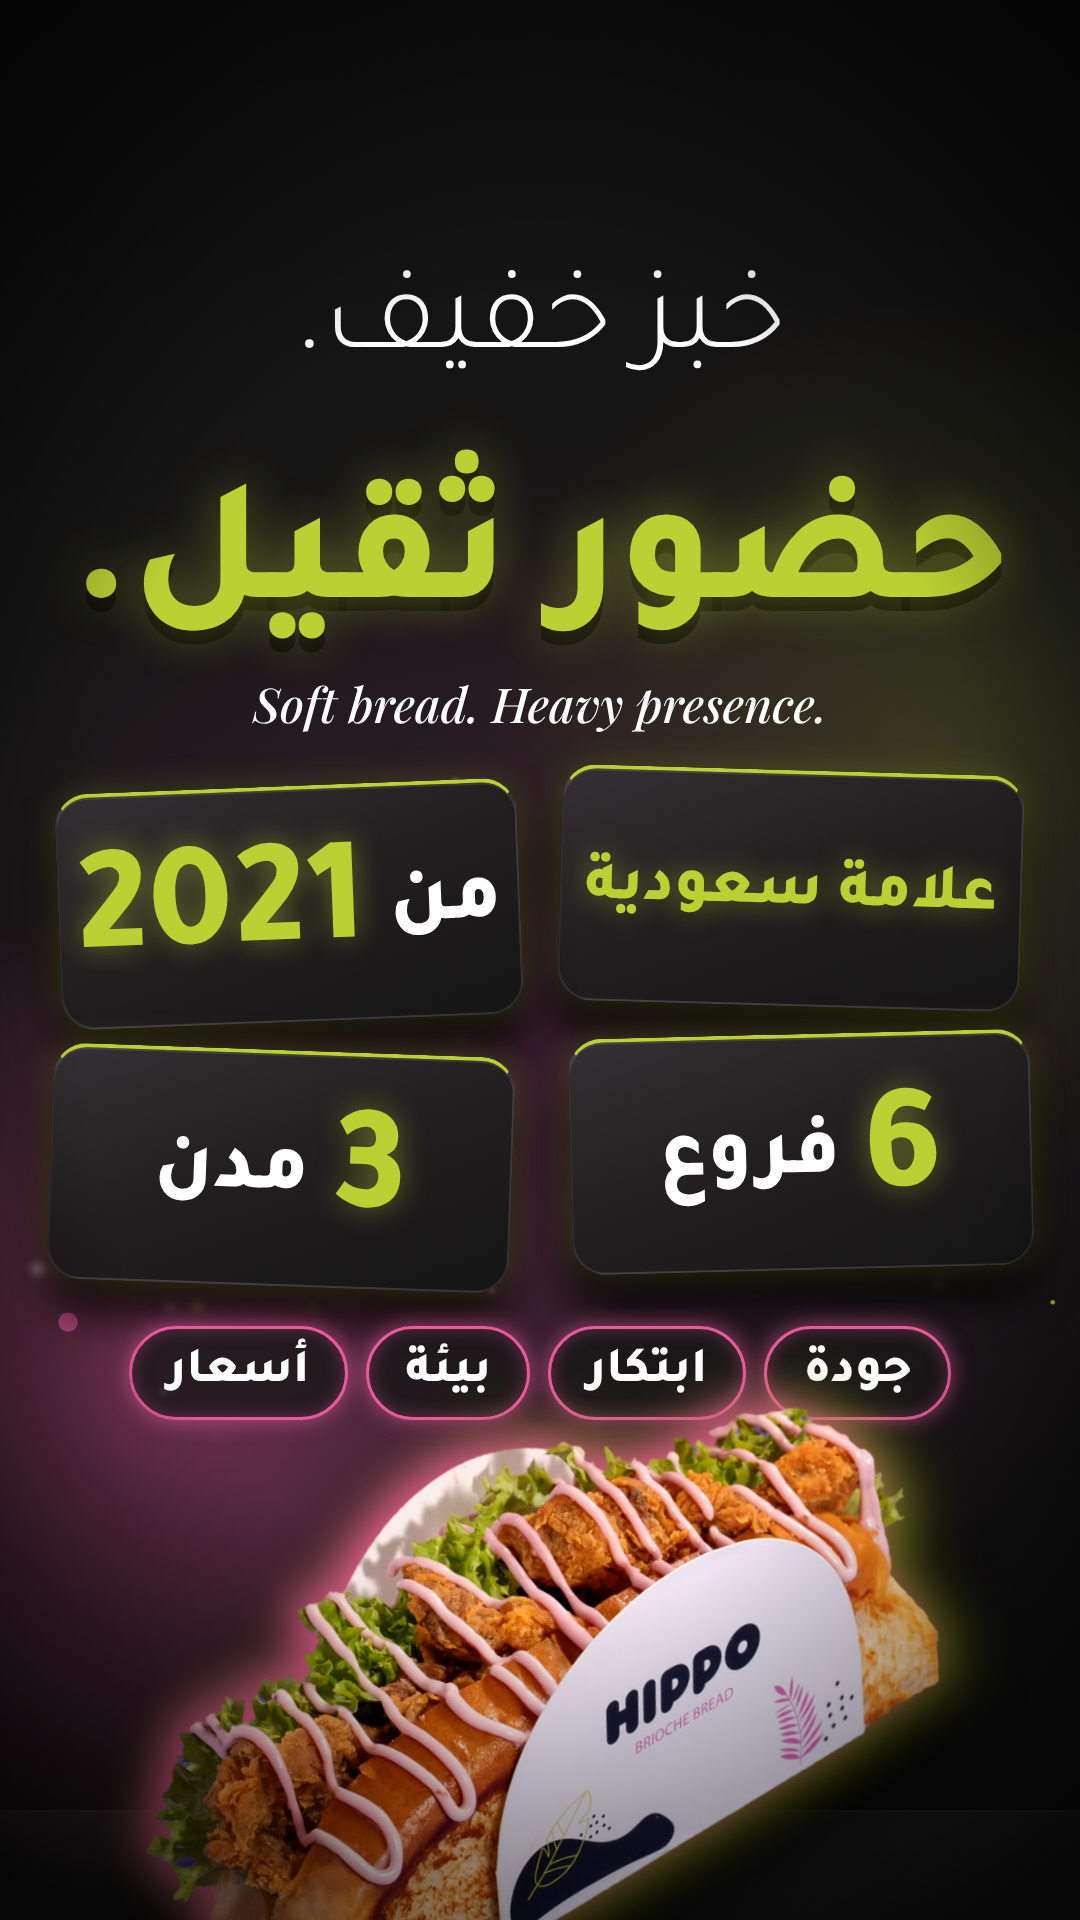 خبز خفيف.
حضور ثقيل.
Soft bread. Heavy presence.
علامة سعودية
من 2021
6 فروع
3 مدن
جودة
ابتكار
بيئة
أسعار
HIPPO
BRIOCHE BREAD